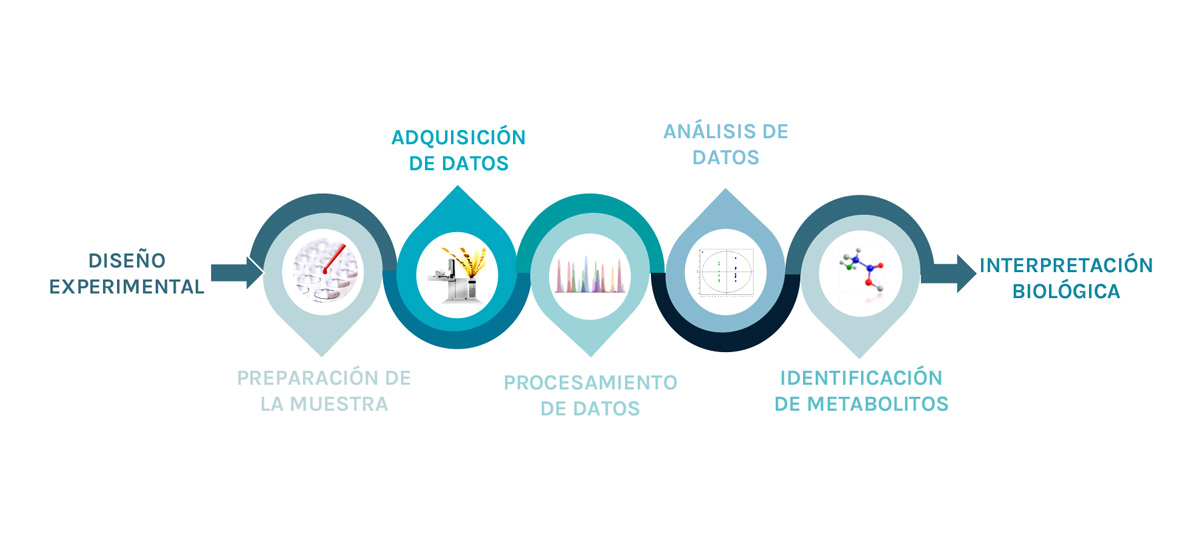 DISEÑO
EXPERIMENTAL
PREPARACIÓN DE
LA MUESTRA
ADQUISICIÓN
DE DATOS
PROCESAMIENTO
DE DATOS
ANÁLISIS DE
DATOS
IDENTIFICACIÓN
DE METABOLITOS
INTERPRETACIÓN
BIOLÓGICA